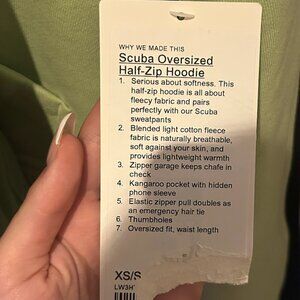 WHY WE MADE THIS
Scuba Oversized
Half-Zip Hoodie
1. Serious about softness. This
half-zip hoodie is all about
fleecy fabric and pairs
perfectly with our Scuba
sweatpants
2. Blended light cotton fleece
fabric is naturally breathable,
soft against your skin, and
provides lightweight warmth
3. Zipper garage keeps chafe in
check
4. Kangaroo pocket with hidden
phone sleeve
5. Elastic zipper pull doubles as
an emergency hair tie
6. Thumbholes
7. Oversized fit, waist length
XS/S
LW3H